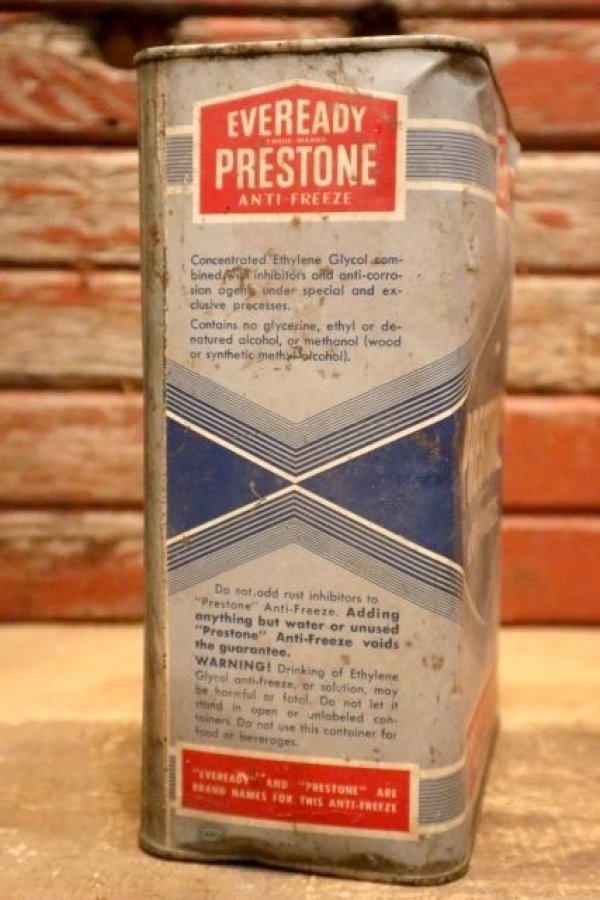 EVEREADY
TRADE-MARKS
PRESTONE
ANTI-FREEZE
Concentrated Ethylene Glycol com-
bined with inhibitors and anti-corro-
sion agents under special and ex-
clusive processes.
Contains no glycerine, ethyl or de-
natured alcohol, or methanol (wood
or synthetic methyl alcohol).
Do not add rust inhibitors to
"Prestone" Anti-Freeze. Adding
anything but water or unused
"Prestone" Anti-Freeze voids
the guarantee.
WARNING! Drinking of Ethylene
Glycol anti-freeze, or solution, may
be harmful or fatal. Do not let it
stand in open or unlabeled con-
tainers. Do not use this container for
food or beverages.
"EVEREADY" AND "PRESTONE" ARE
BRAND NAMES FOR THIS ANTI-FREEZE